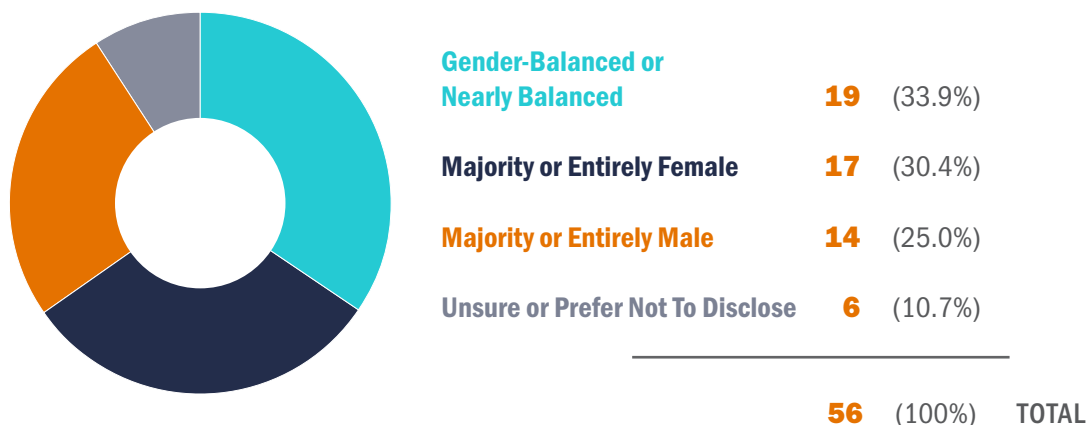 Gender-Balanced or
Nearly Balanced 19 (33.9%)
Majority or Entirely Female 17 (30.4%)
Majority or Entirely Male 14 (25.0%)
Unsure or Prefer Not To Disclose 6 (10.7%)
56 (100%) TOTAL